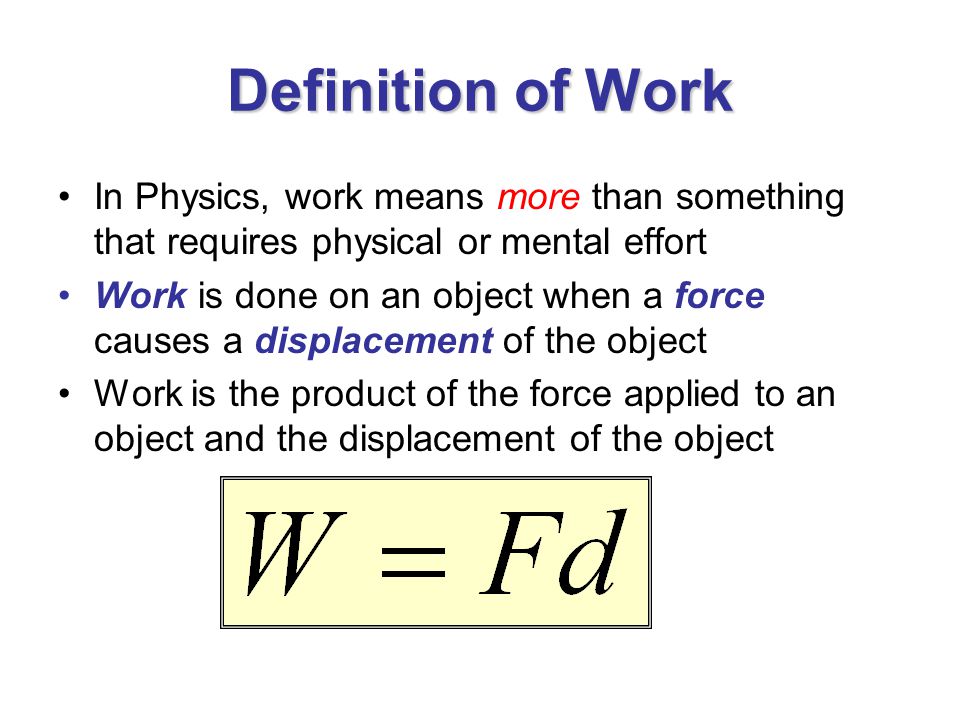 Definition of Work
• In Physics, work means more than something
that requires physical or mental effort
• Work is done on an object when a force
causes a displacement of the object
• Work is the product of the force applied to an
object and the displacement of the object
W = Fd